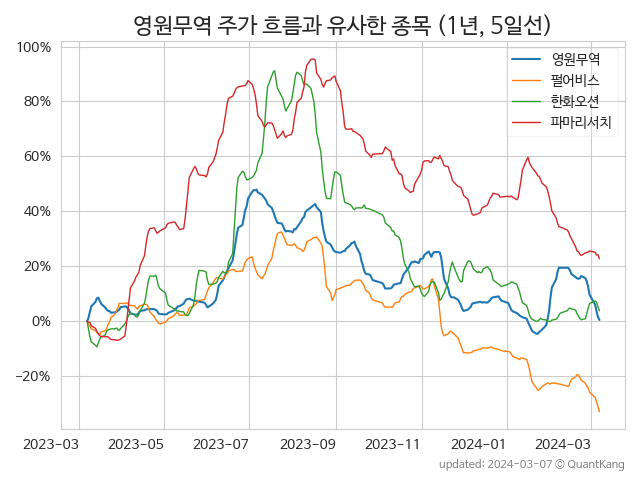 영원무역 주가 흐름과 유사한 종목 (1년, 5일선)
100%
80%
60%
40%
20%
0%
−20%
영원무역
펄어비스
한화오션
파마리서치
2023-03
2023-05
2023-07
2023-09
2023-11
2024-01
2024-03
updated: 2024-03-07 © QuantKang